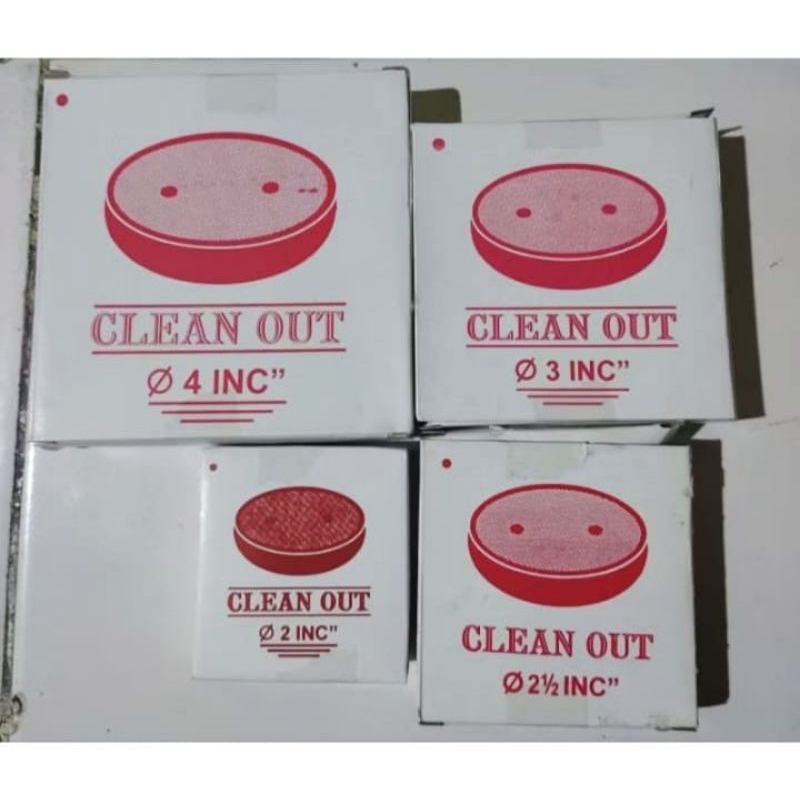 CLEAN OUT
Ø 4 INC”
CLEAN OUT
Ø 3 INC”
CLEAN OUT
Ø 2 INC”
CLEAN OUT
Ø 2½ INC”